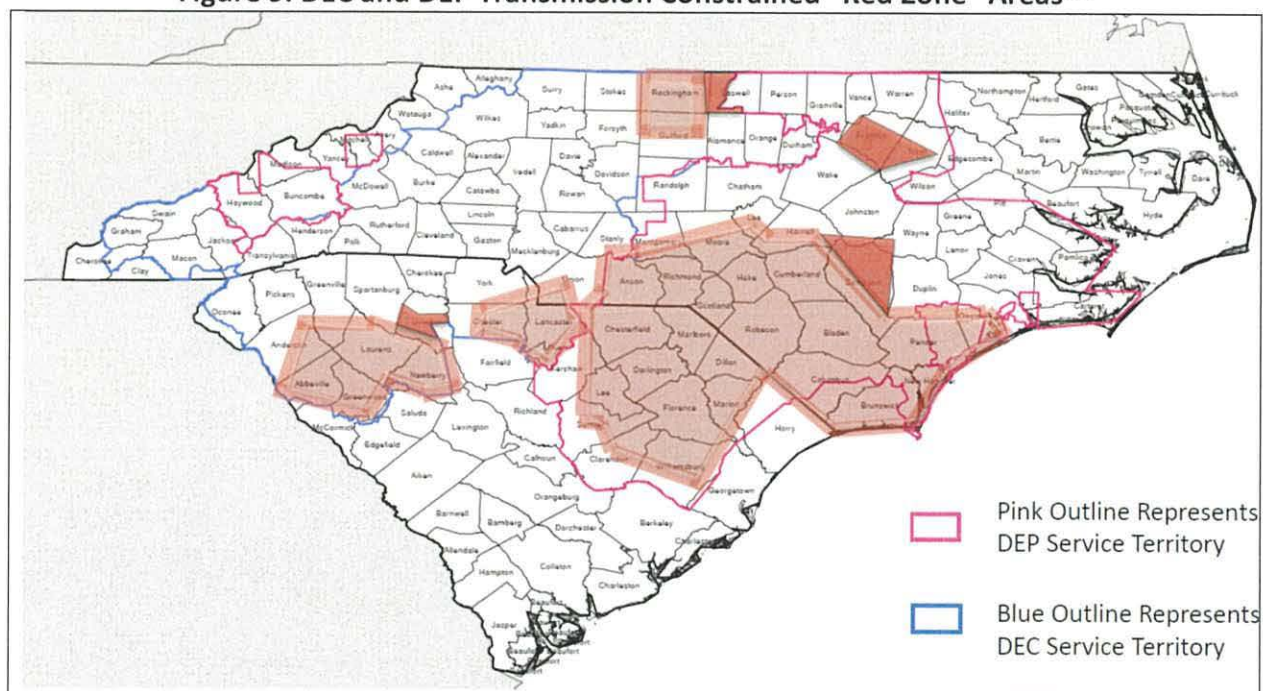 DEC and DEP Transmission Constrained "Red Zone" Areas
Ashe
Alleghany
Surry
Stokes
Rockingham
Caswell
Person
Granville
Vance
Warren
Northampton
Gates
Hertford
Halifax
Watauga
Wilkes
Yadkin
Forsyth
Guilford
Alamance
Orange
Durham
Franklin
Bertie
Avery
Mitchell
Yancey
Madison
Caldwell
Alexander
Iredell
Davie
Davidson
Randolph
Chatham
Wake
Edgecombe
Martin
Washington
Tyrrell
Dare
Haywood
Buncombe
McDowell
Burke
Catawba
Rowan
Wilson
Pitt
Beaufort
Hyde
Swain
Graham
Jackson
Henderson
Rutherford
Lincoln
Cabarrus
Stanly
Montgomery
Moore
Lee
Harnett
Johnston
Wayne
Greene
Lenoir
Craven
Pamlico
Cherokee
Clay
Macon
Transylvania
Polk
Cleveland
Gaston
Mecklenburg
Union
Anson
Richmond
Hoke
Cumberland
Sampson
Duplin
Jones
Carteret
Onslow
Scotland
Robeson
Bladen
Pender
Columbus
New Hanover
Brunswick
Oconee
Pickens
Greenville
Spartanburg
Cherokee
York
Chester
Lancaster
Chesterfield
Marlboro
Dillon
Anderson
Laurens
Newberry
Fairfield
Kershaw
Darlington
Lee
Florence
Marion
Abbeville
Greenwood
Saluda
Richland
Horry
McCormick
Edgefield
Lexington
Calhoun
Clarendon
Williamsburg
Georgetown
Aiken
Orangeburg
Barnwell
Bamberg
Dorchester
Berkeley
Charleston
Allendale
Hampton
Colleton
Charleston
Jasper
Beaufort
Pink Outline Represents
DEP Service Territory
Blue Outline Represents
DEC Service Territory